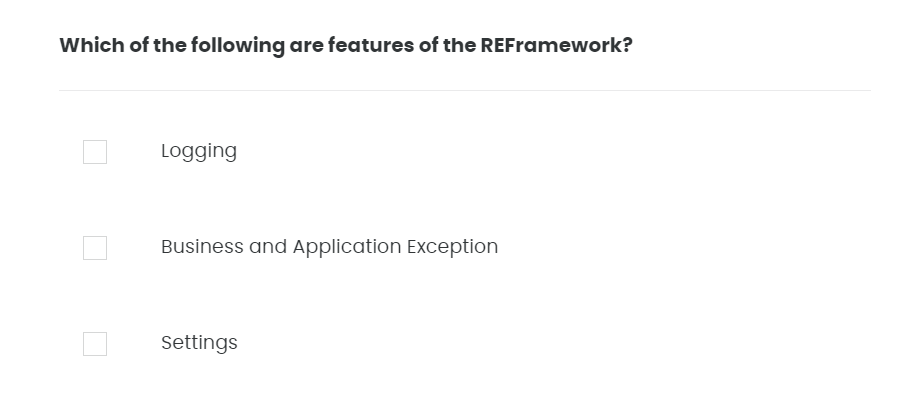 Which of the following are features of the REFramework?
Logging
Business and Application Exception
Settings